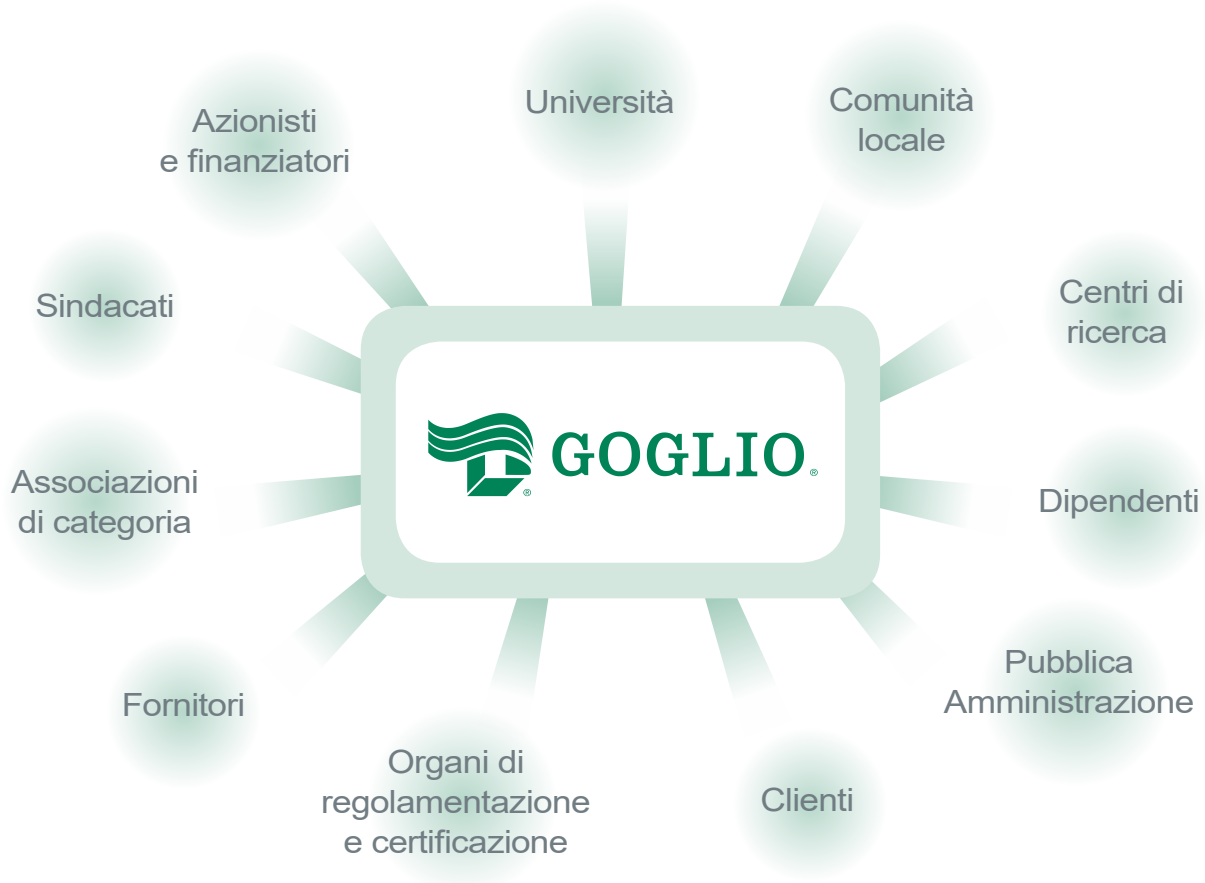 Università
Comunità
locale
Azionisti
e finanziatori
Centri di
ricerca
Sindacati
GOGLIO®
®
Associazioni
di categoria
Dipendenti
Pubblica
Amministrazione
Fornitori
Organi di
regolamentazione
e certificazione
Clienti